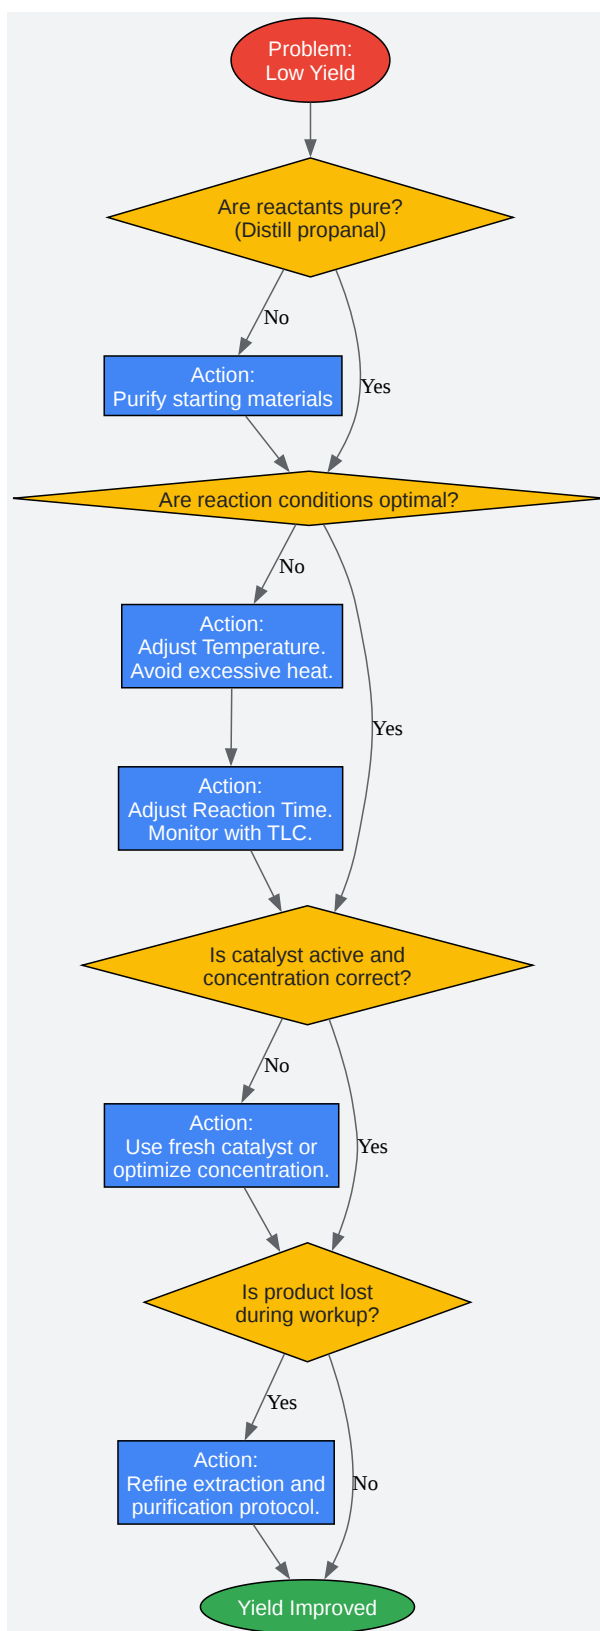 Problem:
Low Yield
Are reactants pure?
(Distill propanal)
No
Yes
Action:
Purify starting materials
Are reaction conditions optimal?
No
Action:
Adjust Temperature.
Avoid excessive heat.
Yes
Action:
Adjust Reaction Time.
Monitor with TLC.
Is catalyst active and
concentration correct?
No
Action:
Use fresh catalyst or
optimize concentration.
Yes
Is product lost
during workup?
Yes
Action:
Refine extraction and
purification protocol.
No
Yield Improved